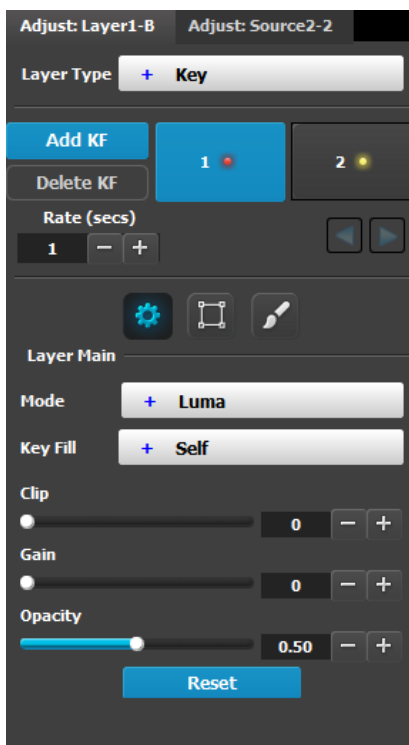 Adjust: Layer1-B Adjust: Source2-2
Layer Type + Key
Add KF
1 2
Delete KF
Rate (secs)
1 − +
Layer Main
Mode + Luma
Key Fill + Self
Clip
0 − +
Gain
0 − +
Opacity
0.50 − +
Reset